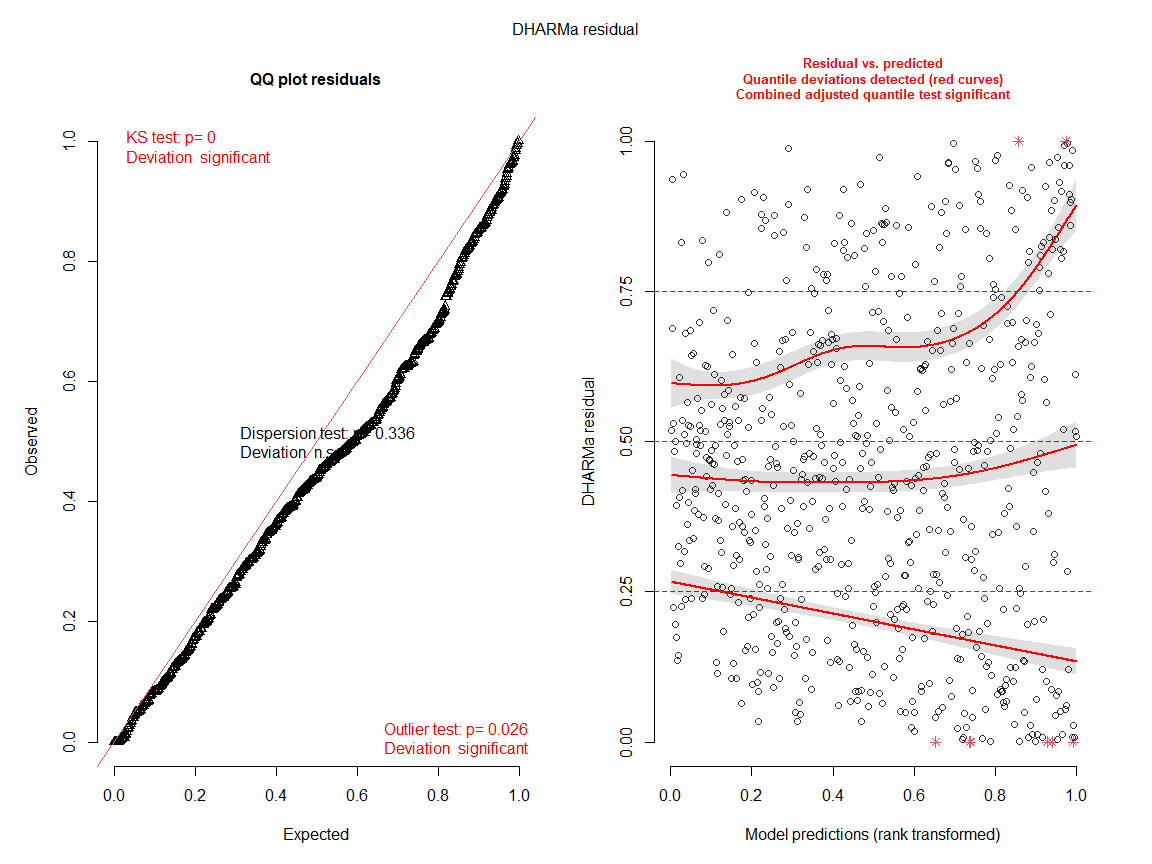 DHARMa residual
QQ plot residuals
KS test: p= 0
Deviation significant
Dispersion test: 0.336
Deviation n.s
Outlier test: p= 0.026
Deviation significant
Observed
0.0
0.2
0.4
0.6
0.8
1.0
0.0 0.2 0.4 0.6 0.8 1.0
Expected
Residual vs. predicted
Quantile deviations detected (red curves)
Combined adjusted quantile test significant
DHARMa residual
0.00
0.25
0.50
0.75
1.00
0.0 0.2 0.4 0.6 0.8 1.0
Model predictions (rank transformed)